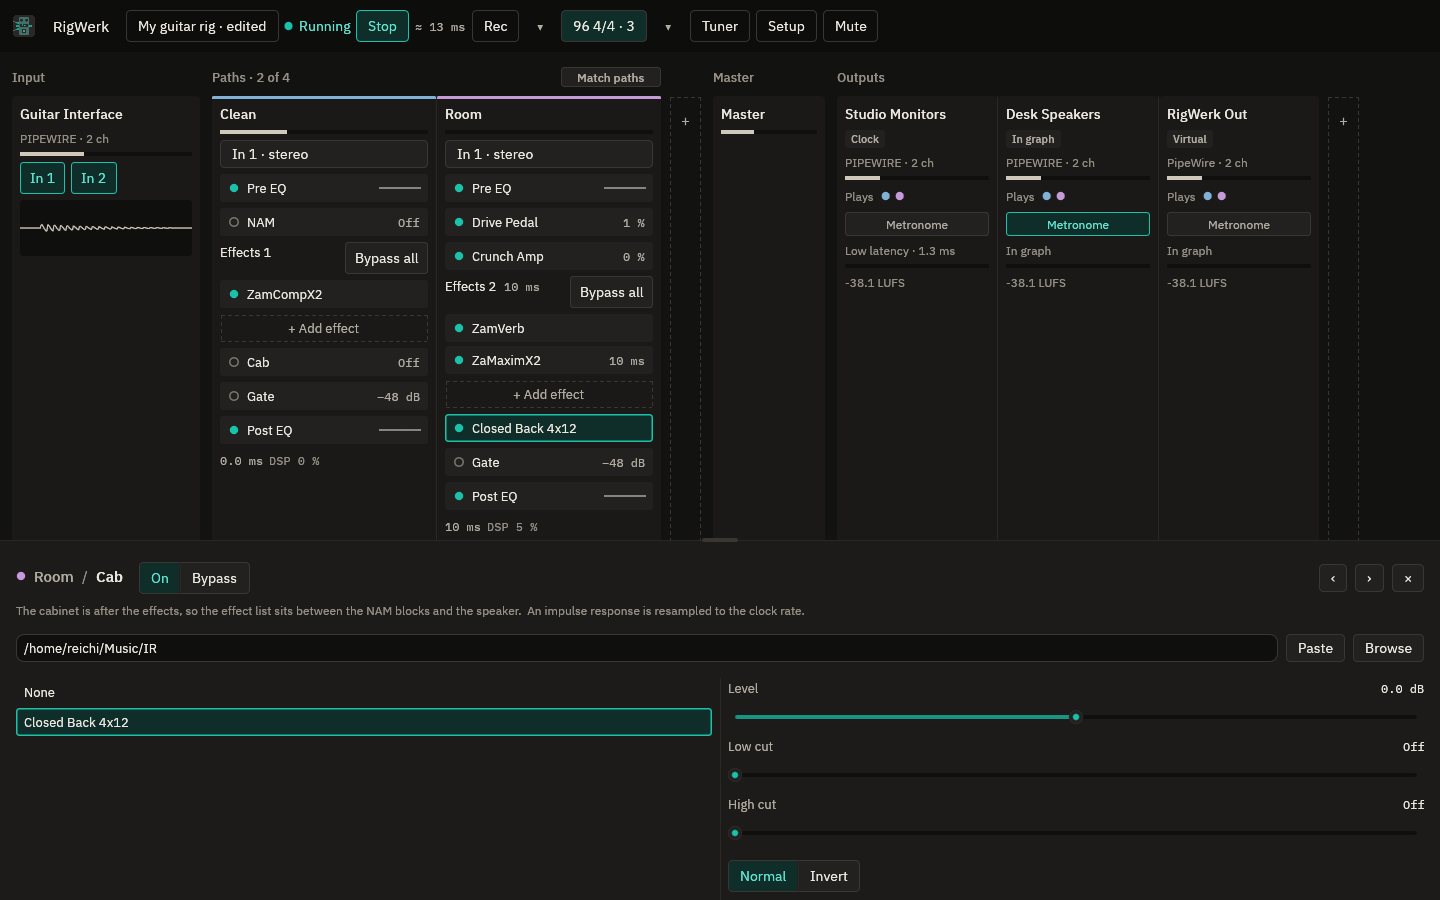 RigWerk My guitar rig · edited Running Stop ≈ 13 ms Rec ▾ 96 4/4 · 3 ▾ Tuner Setup Mute
Input Paths · 2 of 4 Match paths Master Outputs
Guitar Interface
PIPEWIRE · 2 ch
In 1 In 2
Clean
In 1 · stereo
Pre EQ
NAM Off
Effects 1 Bypass all
ZamCompX2
+ Add effect
Cab Off
Gate −48 dB
Post EQ
0.0 ms DSP 0 %
Room
In 1 · stereo
Pre EQ
Drive Pedal 1 %
Crunch Amp 0 %
Effects 2 10 ms Bypass all
ZamVerb
ZaMaximX2 10 ms
+ Add effect
Closed Back 4x12
Gate −48 dB
Post EQ
10 ms DSP 5 %
+
Master
Studio Monitors
Clock
PIPEWIRE · 2 ch
Plays
Metronome
Low latency · 1.3 ms
-38.1 LUFS
Desk Speakers
In graph
PIPEWIRE · 2 ch
Plays
Metronome
In graph
-38.1 LUFS
RigWerk Out
Virtual
PipeWire · 2 ch
Plays
Metronome
In graph
-38.1 LUFS
+
Room / Cab On Bypass ‹ › ×
The cabinet is after the effects, so the effect list sits between the NAM blocks and the speaker. An impulse response is resampled to the clock rate.
/home/reichi/Music/IR Paste Browse
None
Closed Back 4x12
Level 0.0 dB
Low cut Off
High cut Off
Normal Invert